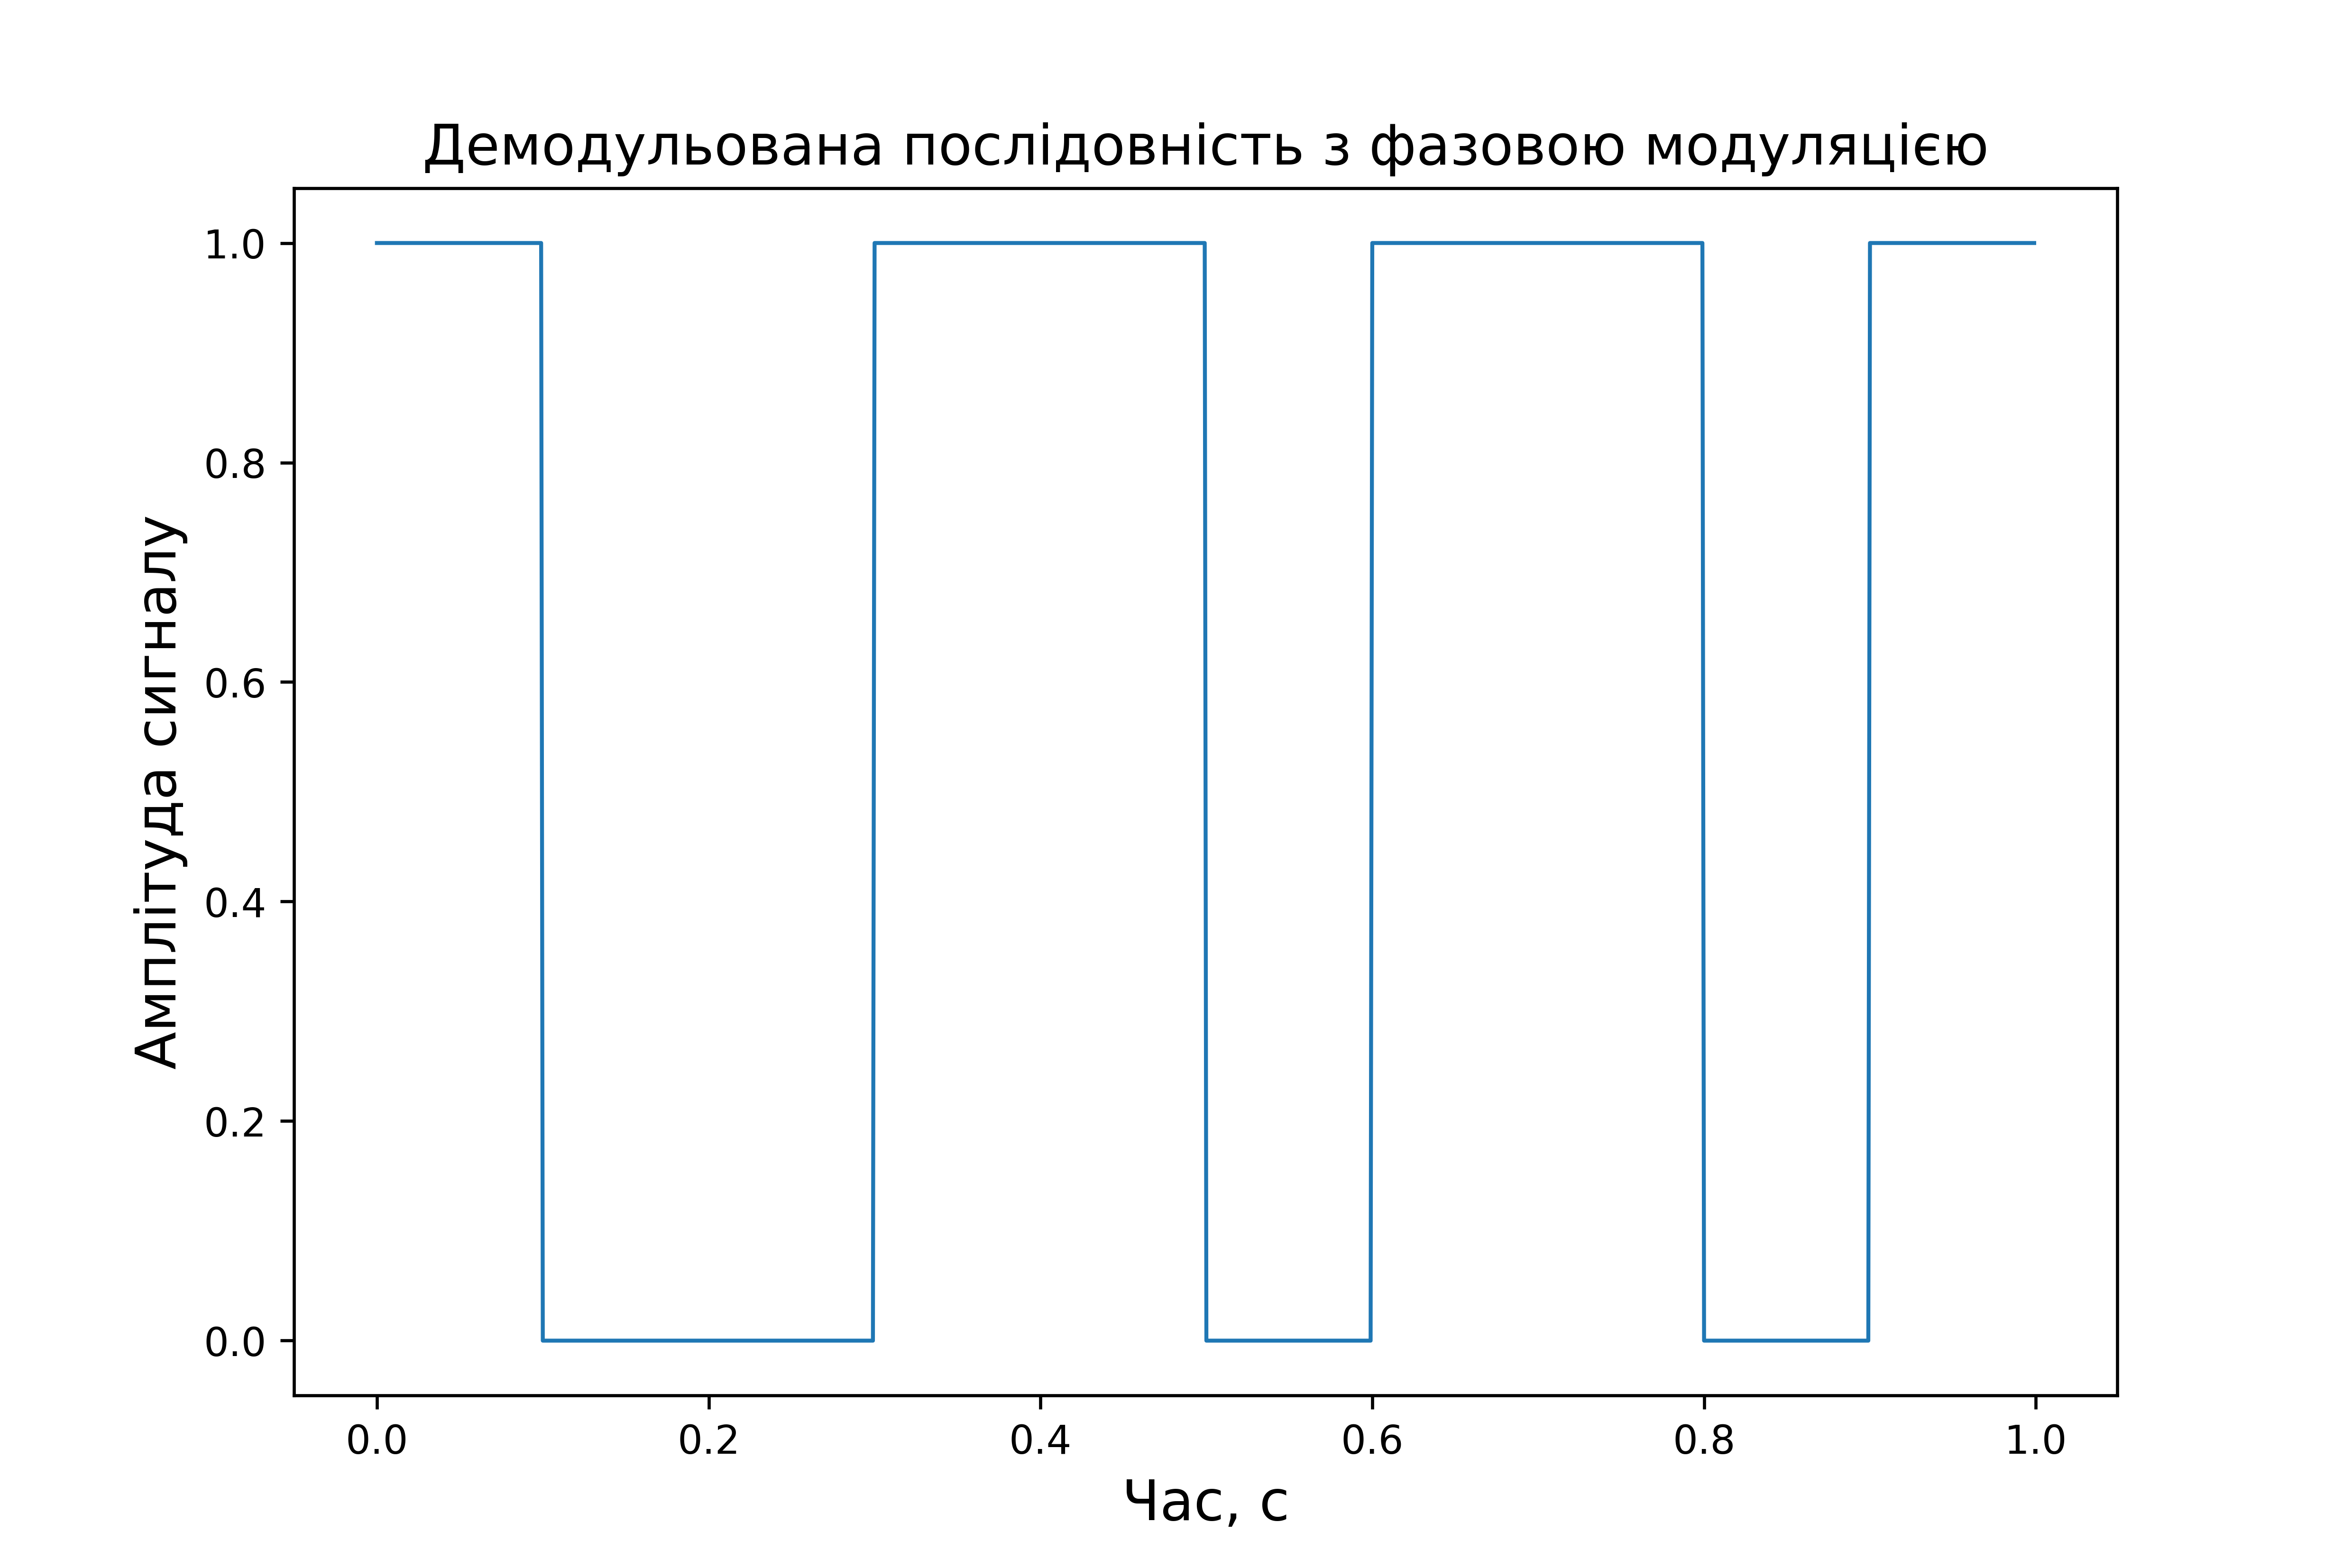 Демодульована послідовність з фазовою модуляцією
Амплітуда сигналу
1.0
0.8
0.6
0.4
0.2
0.0
0.0 0.2 0.4 0.6 0.8 1.0
Час, с